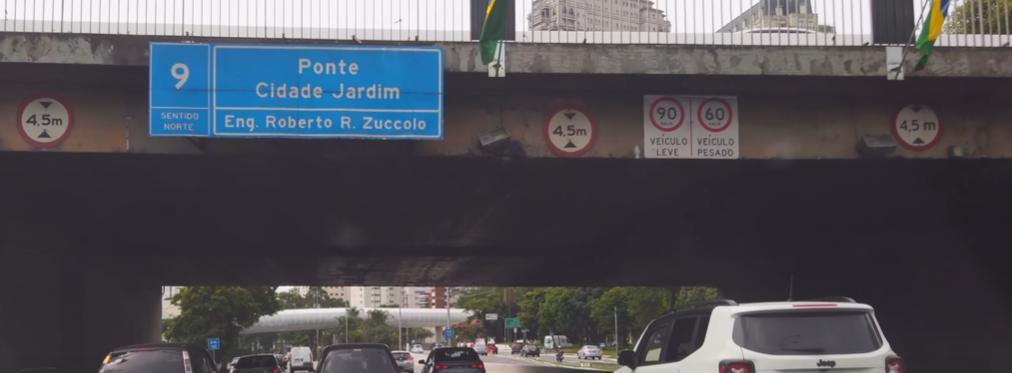 9
SENTIDO
NORTE
Ponte
Cidade Jardim
Eng. Roberto R. Zuccolo
4,5m
4,5m
90
60
VEÍCULO
LEVE
VEÍCULO
PESADO
4,5 m
Jeep